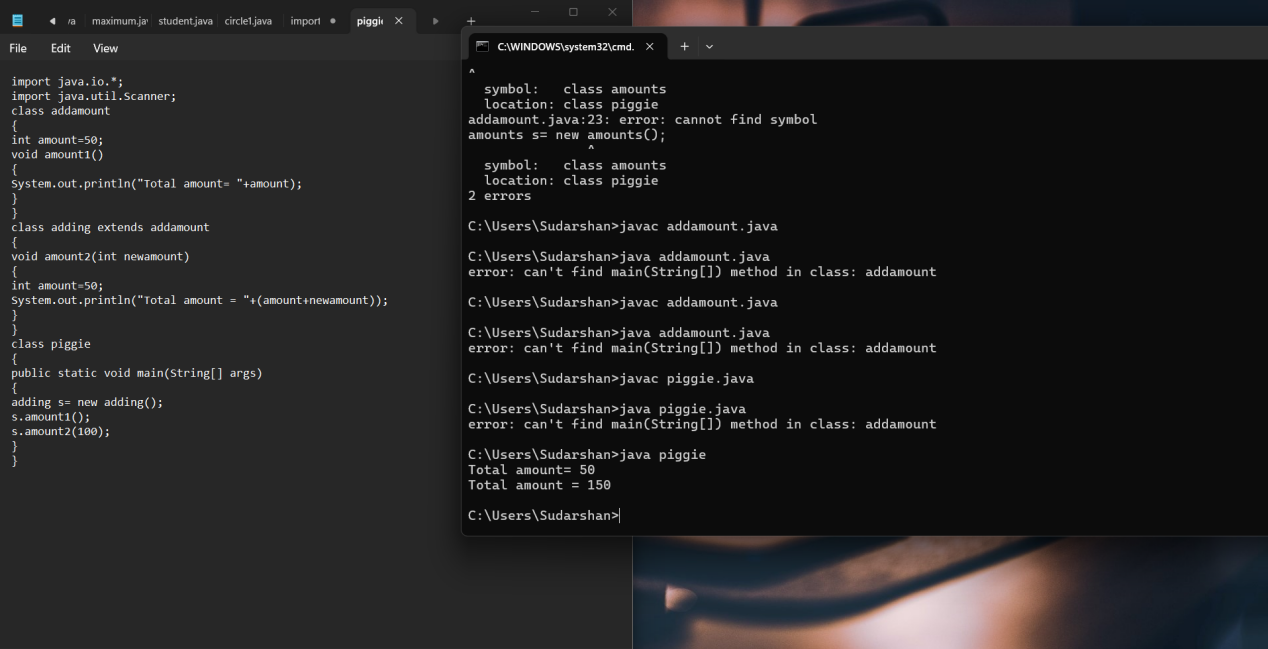 va maximum.ja student.java circle1.java import piggie
File Edit View
import java.io.*;
import java.util.Scanner;
class addamount
{
int amount=50;
void amount1()
{
System.out.println("Total amount= "+amount);
}
}
class adding extends addamount
{
void amount2(int newamount)
{
int amount=50;
System.out.println("Total amount = "+(amount+newamount));
}
}
class piggie
{
public static void main(String[] args)
{
adding s= new adding();
s.amount1();
s.amount2(100);
}
}
C:\WINDOWS\system32\cmd.
^
symbol:   class amounts
location: class piggie
addamount.java:23: error: cannot find symbol
amounts s= new amounts();
^
symbol:   class amounts
location: class piggie
2 errors
C:\Users\Sudarshan>javac addamount.java
C:\Users\Sudarshan>java addamount.java
error: can't find main(String[]) method in class: addamount
C:\Users\Sudarshan>javac addamount.java
C:\Users\Sudarshan>java addamount.java
error: can't find main(String[]) method in class: addamount
C:\Users\Sudarshan>javac piggie.java
C:\Users\Sudarshan>java piggie.java
error: can't find main(String[]) method in class: addamount
C:\Users\Sudarshan>java piggie
Total amount= 50
Total amount = 150
C:\Users\Sudarshan>